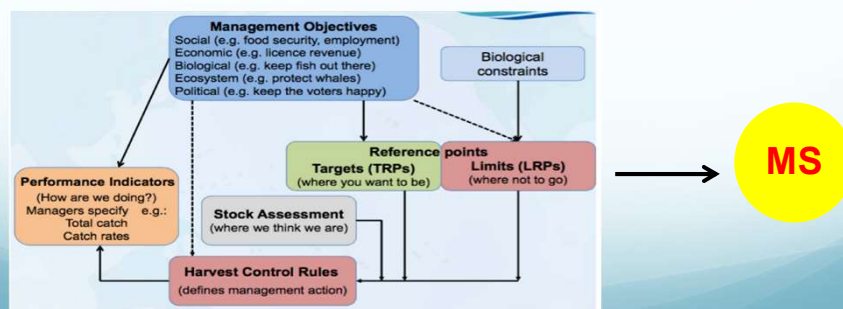 Management Objectives
Social (e.g. food security, employment)
Economic (e.g. licence revenue)
Biological (e.g. keep fish out there)
Ecosystem (e.g. protect whales)
Political (e.g. keep the voters happy)
Biological
constraints
Reference points
Targets (TRPs)
(where you want to be)
Limits (LRPs)
(where not to go)
Performance Indicators
(How are we doing?)
Managers specify e.g.:
Total catch
Catch rates
Stock Assessment
(where we think we are)
Harvest Control Rules
(defines management action)
MS